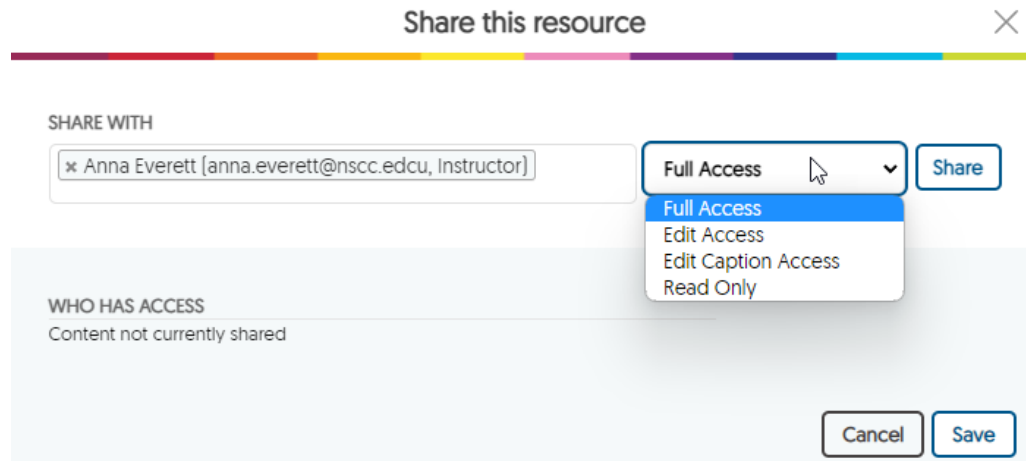 Share this resource
SHARE WITH
× Anna Everett (anna.everett@nscc.edcu, Instructor)
Full Access
Share
Full Access
Edit Access
Edit Caption Access
Read Only
WHO HAS ACCESS
Content not currently shared
Cancel
Save